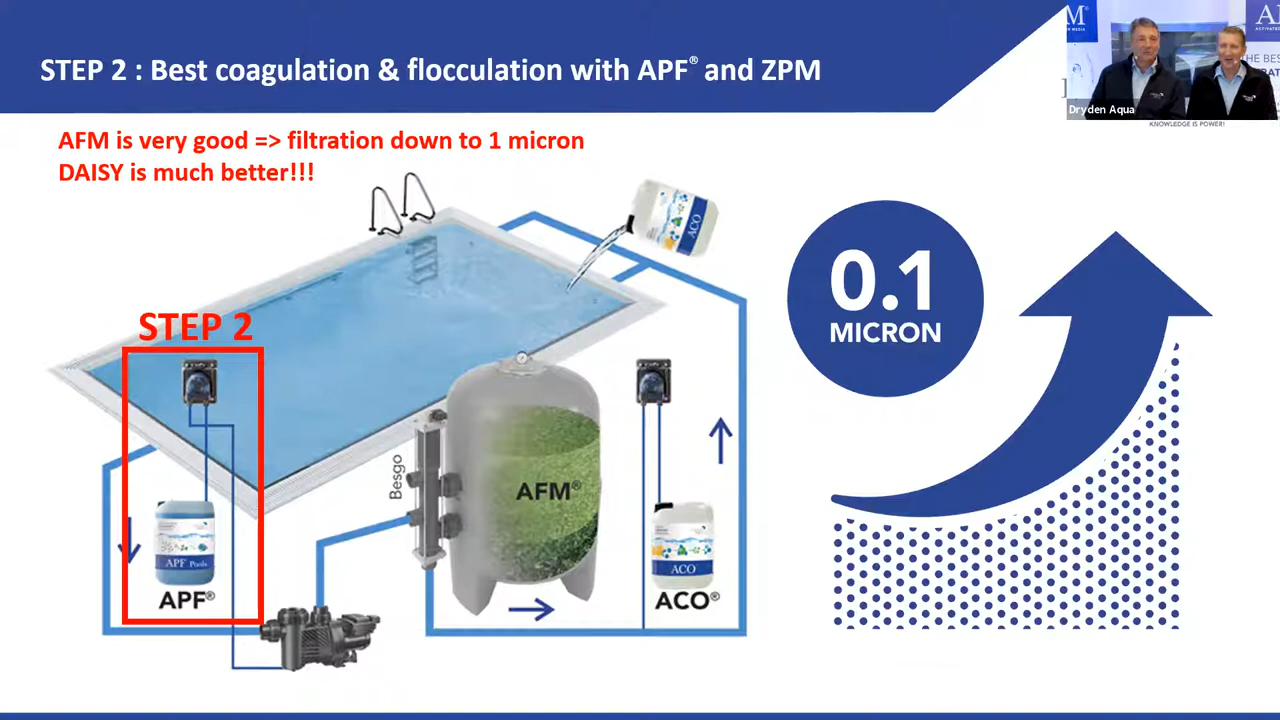 STEP 2 : Best coagulation & flocculation with APF® and ZPM
AFM is very good => filtration down to 1 micron
DAISY is much better!!!
Dryden Aqua
KNOWLEDGE IS POWER!
THE BES
ACO
0.1
MICRON
STEP 2
Besgo
AFM®
APF® Pools
APF®
ACO
ACO®